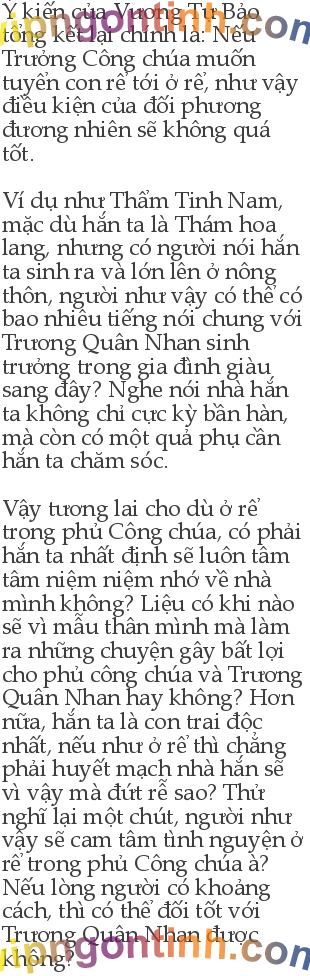 Ý kiến của Vương Tử Bảo
tổng kết lại chính là: Nếu
Trưởng Công chúa muốn
tuyển con rể tới ở rể, như vậy
điều kiện của đối phương
đương nhiên sẽ không quá
tốt.
Ví dụ như Thẩm Tinh Nam,
mặc dù hắn ta là Thám hoa
lang, nhưng có người nói hắn
ta sinh ra và lớn lên ở nông
thôn, người như vậy có thể có
bao nhiêu tiếng nói chung với
Trương Quân Nhan sinh
trưởng trong gia đình giàu
sang đây? Nghe nói nhà hắn
ta không chỉ cực kỳ bần hàn,
mà còn có một quả phụ cần
hắn ta chăm sóc.
Vậy tương lai cho dù ở rể
trong phủ Công chúa, có phải
hắn ta nhất định sẽ luôn tâm
tâm niệm niệm nhớ về nhà
mình không? Liệu có khi nào
sẽ vì mẫu thân mình mà làm
ra những chuyện gây bất lợi
cho phủ công chúa và Trương
Quân Nhan hay không? Hơn
nữa, hắn ta là con trai độc
nhất, nếu như ở rể thì chẳng
phải huyết mạch nhà hắn sẽ
vì vậy mà đứt rễ sao? Thử
nghĩ lại một chút, người như
vậy sẽ cam tâm tình nguyện ở
rể trong phủ Công chúa à?
Nếu lòng người có khoảng
cách, thì có thể đối tốt với
Trương Quân Nhan được
không?
vipngontinh.com
vipngontinh.com